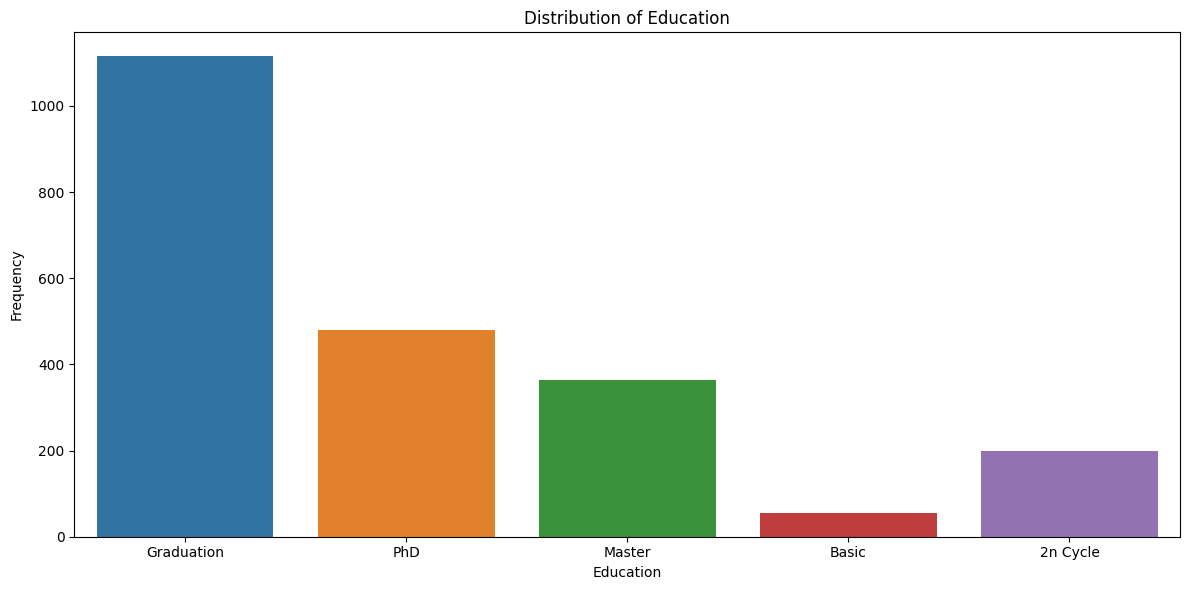 Distribution of Education
Frequency
1000
800
600
400
200
0
Graduation PhD Master Basic 2n Cycle
Education